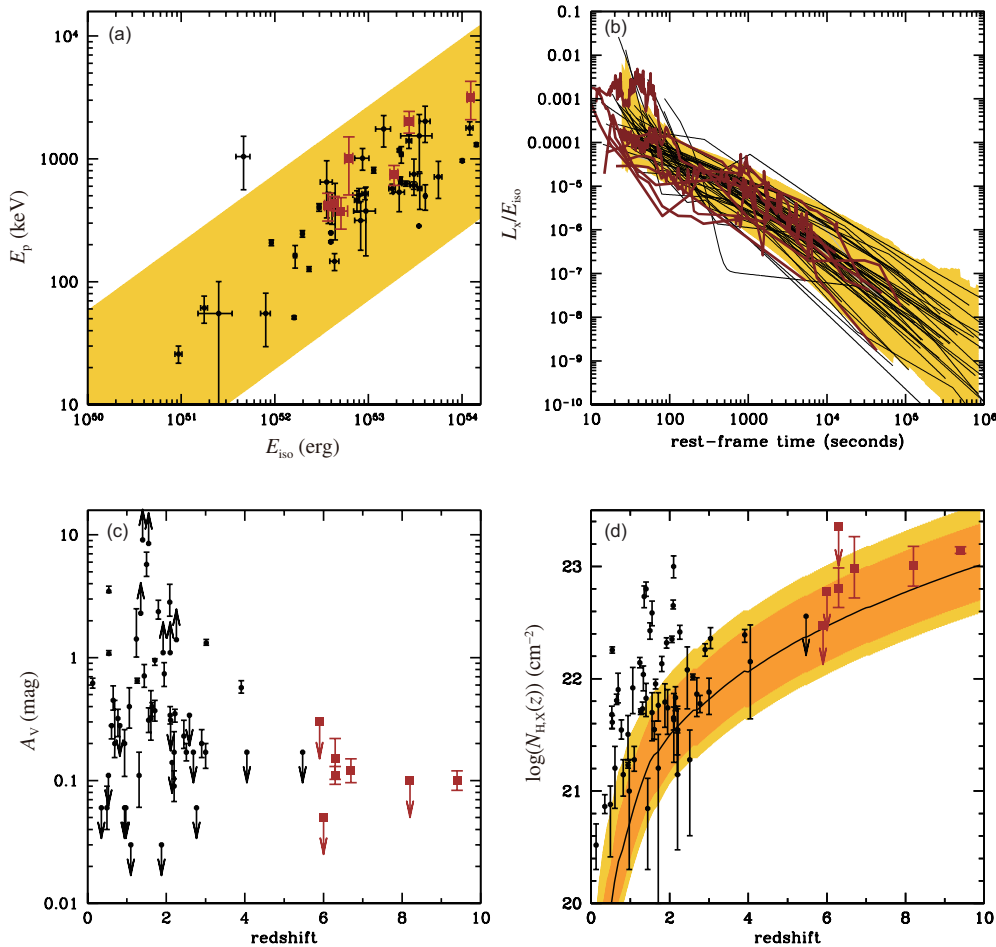 (a)
10⁴
1000
100
10
E_p (keV)
10⁵⁰ 10⁵¹ 10⁵² 10⁵³ 10⁵⁴
E_iso (erg)
(b)
0.1
0.01
0.001
0.0001
10⁻⁵
10⁻⁶
10⁻⁷
10⁻⁸
10⁻⁹
10⁻¹⁰
L_x/E_iso
10 100 1000 10⁴ 10⁵ 10⁶
rest-frame time (seconds)
(c)
10
1
0.1
0.01
A_V (mag)
0 2 4 6 8 10
redshift
(d)
23
22
21
20
log(N_H,X(z)) (cm⁻²)
0 2 4 6 8 10
redshift